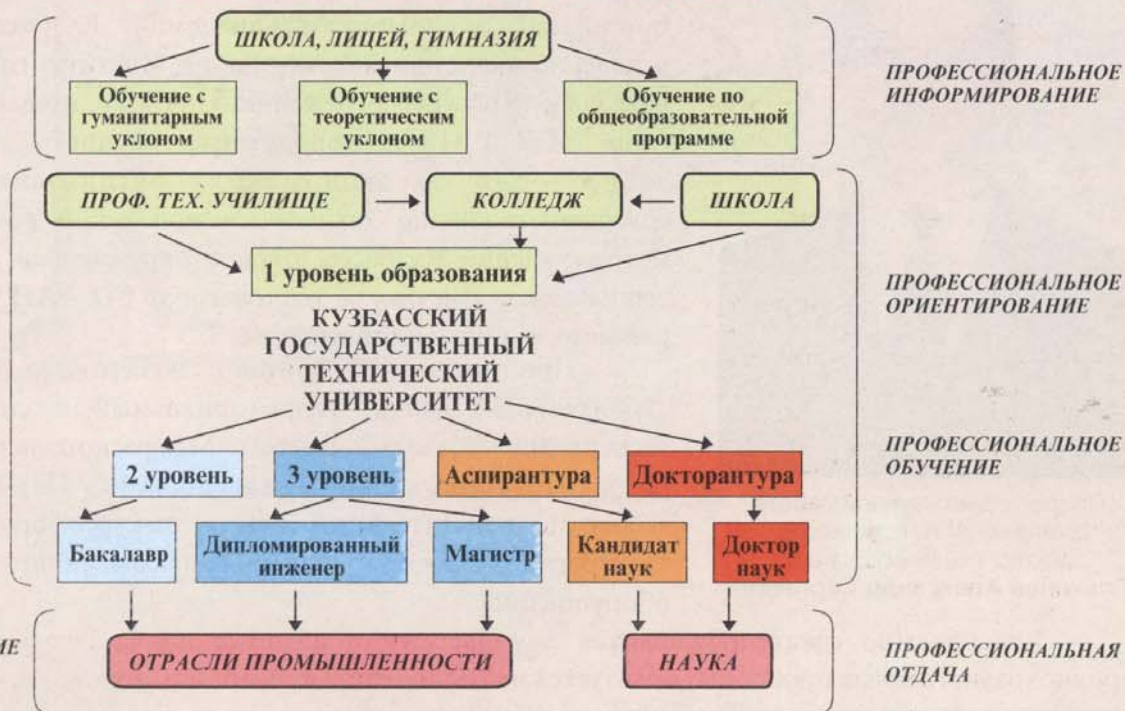 ШКОЛА, ЛИЦЕЙ, ГИМНАЗИЯ
Обучение с
гуманитарным
уклоном
Обучение с
теоретическим
уклоном
Обучение по
общеобразовательной
программе
ПРОФЕССИОНАЛЬНОЕ
ИНФОРМИРОВАНИЕ
ПРОФ. ТЕХ. УЧИЛИЩЕ
КОЛЛЕДЖ
ШКОЛА
1 уровень образования
ПРОФЕССИОНАЛЬНОЕ
ОРИЕНТИРОВАНИЕ
КУЗБАССКИЙ
ГОСУДАРСТВЕННЫЙ
ТЕХНИЧЕСКИЙ
УНИВЕРСИТЕТ
2 уровень
3 уровень
Аспирантура
Докторантура
ПРОФЕССИОНАЛЬНОЕ
ОБУЧЕНИЕ
Бакалавр
Дипломированный
инженер
Магистр
Кандидат
наук
Доктор
наук
ИЕ
ОТРАСЛИ ПРОМЫШЛЕННОСТИ
НАУКА
ПРОФЕССИОНАЛЬНАЯ
ОТДАЧА